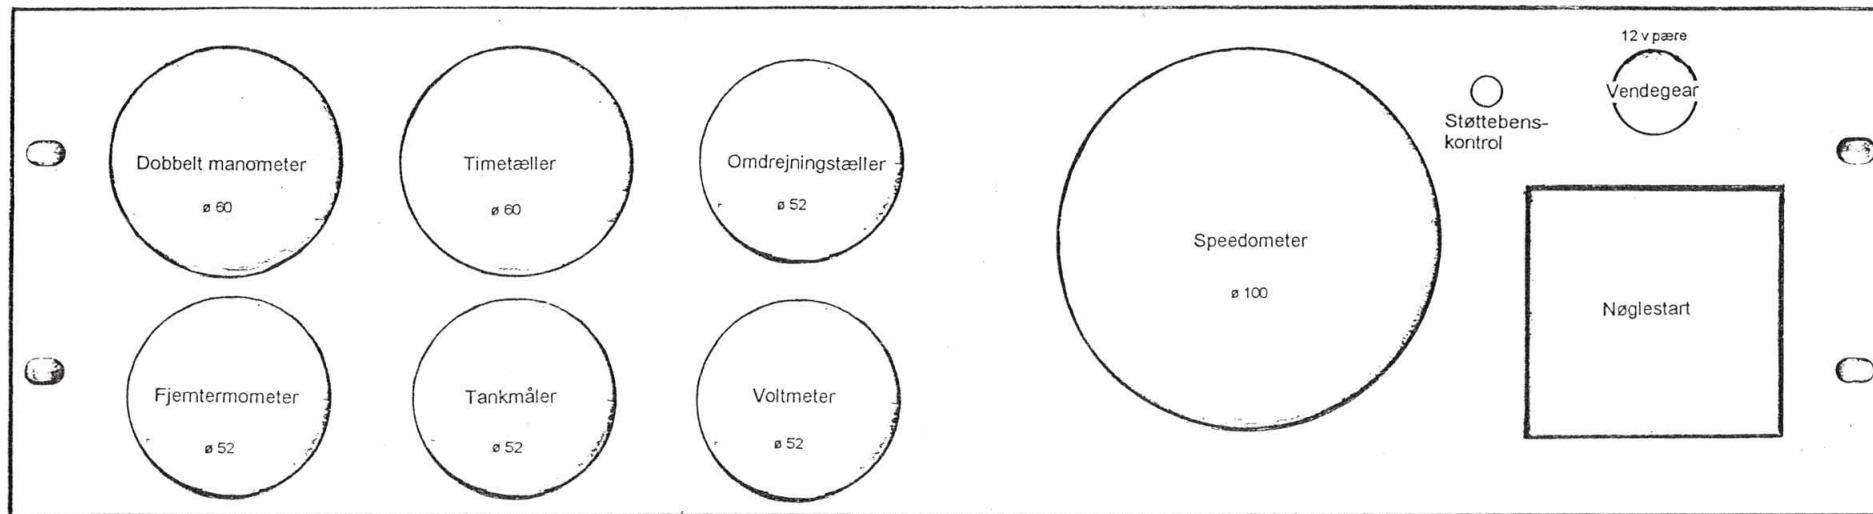 12 v pære
Vendegear
Støttebens-
kontrol
Dobbelt manometer
ø 60
Timetæller
ø 60
Omdrejningstæller
ø 52
Speedometer
ø 100
Nøglestart
Fjerntermometer
ø 52
Tankmåler
ø 52
Voltmeter
ø 52